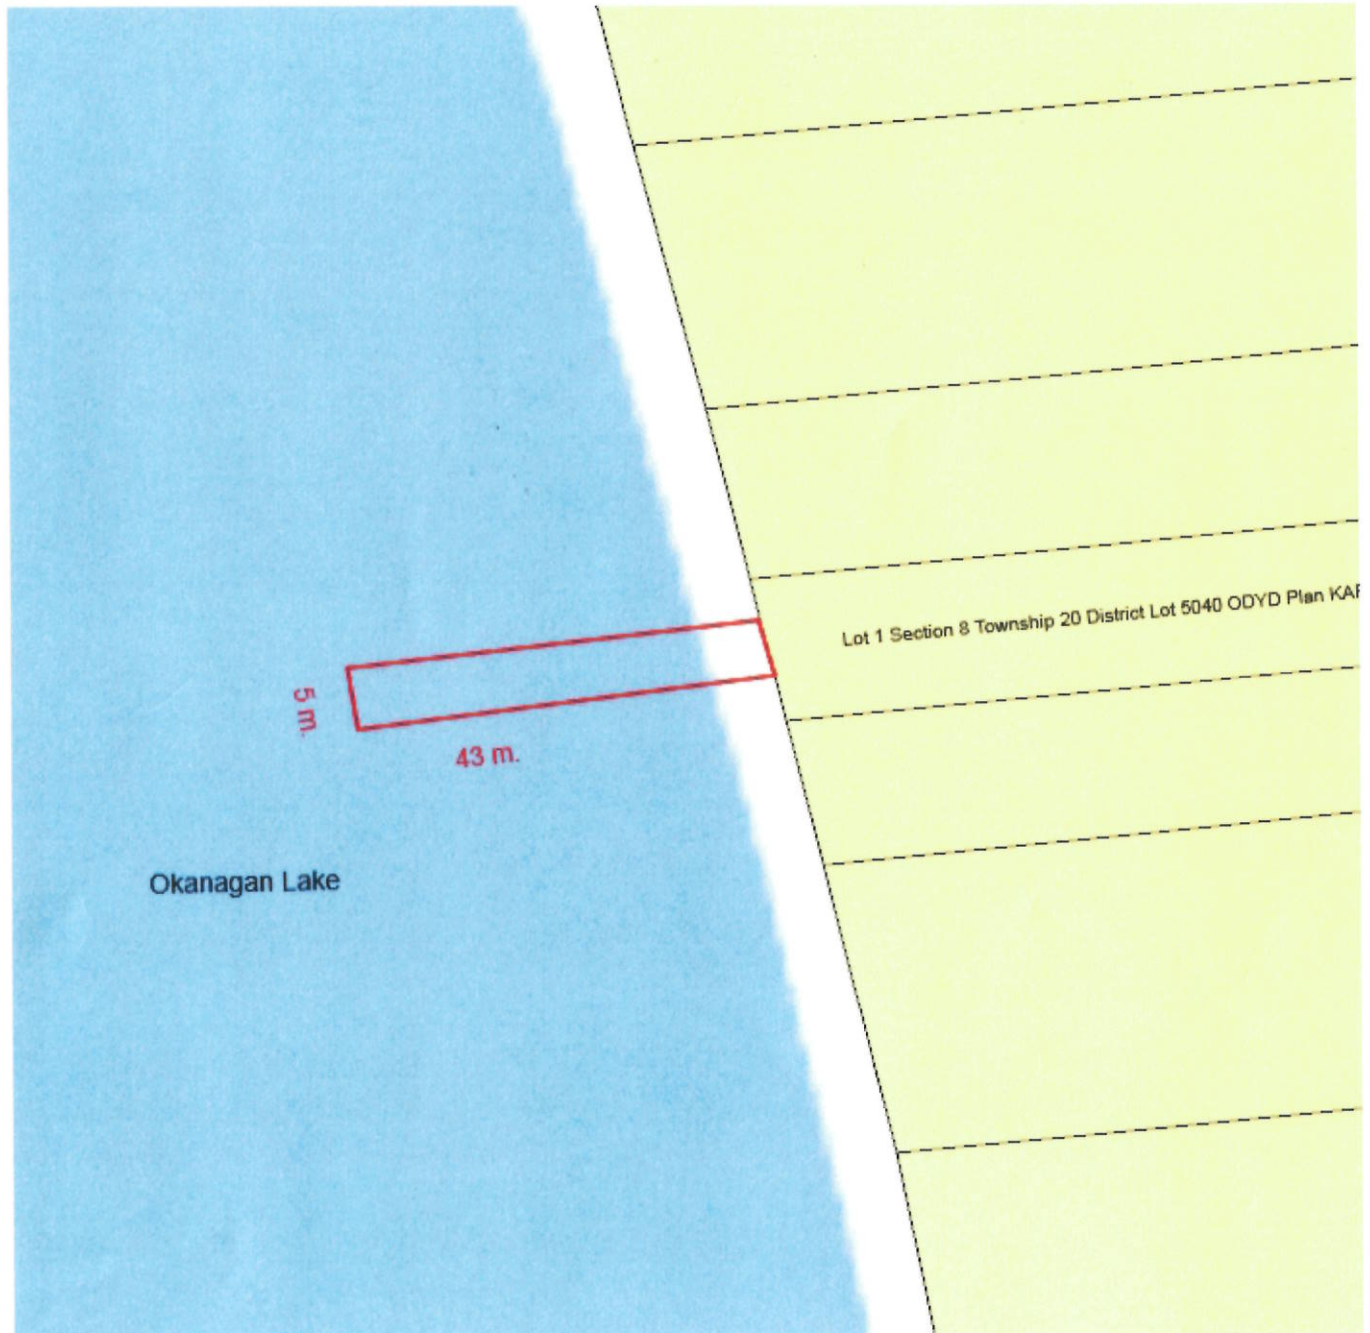 Lot 1 Section 8 Township 20 District Lot 5040 ODYD Plan
5 m.
43 m.
Okanagan Lake